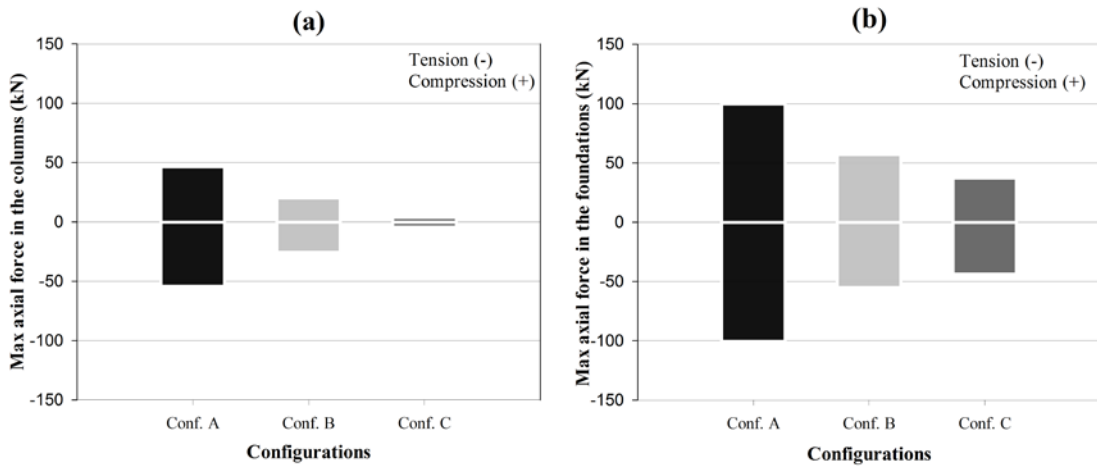 (a)
Max axial force in the columns (kN)
150
100
50
0
-50
-100
-150
Tension (-)
Compression (+)
Conf. A
Conf. B
Conf. C
Configurations
(b)
Max axial force in the foundations (kN)
150
100
50
0
-50
-100
-150
Tension (-)
Compression (+)
Conf. A
Conf. B
Conf. C
Configurations